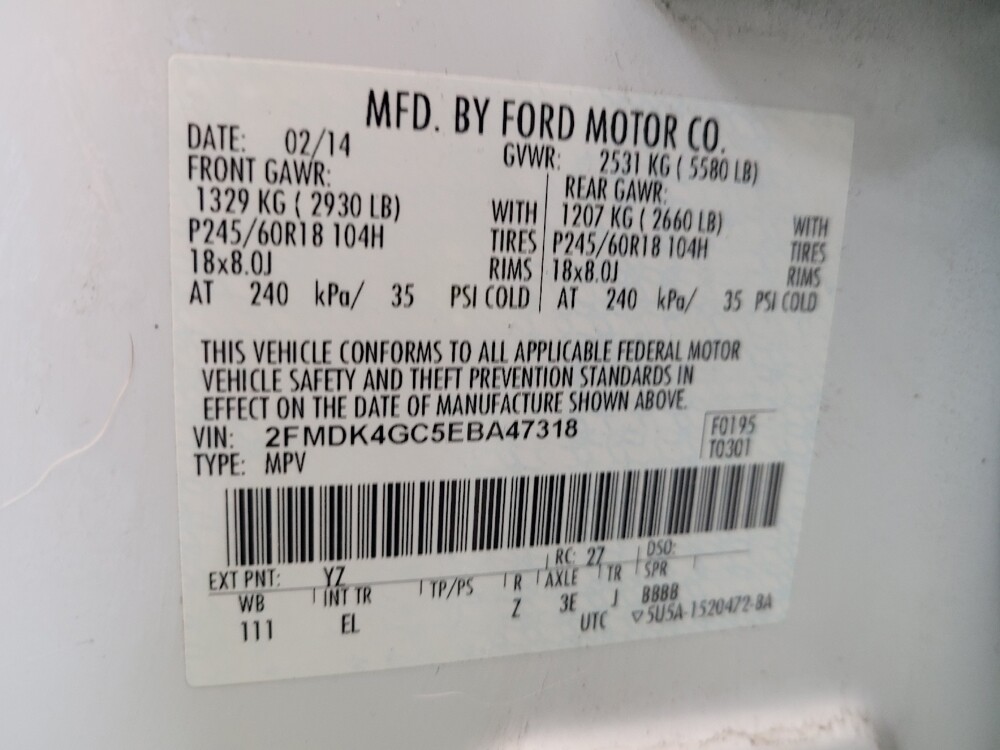 MFD. BY FORD MOTOR CO.
DATE: 02/14 GVWR: 2531 KG ( 5580 LB)
FRONT GAWR: REAR GAWR:
1329 KG ( 2930 LB) WITH 1207 KG ( 2660 LB) WITH
P245/60R18 104H TIRES P245/60R18 104H TIRES
18x8.0J RIMS 18x8.0J RIMS
AT 240 kPa/ 35 PSI COLD AT 240 kPa/ 35 PSI COLD
THIS VEHICLE CONFORMS TO ALL APPLICABLE FEDERAL MOTOR
VEHICLE SAFETY AND THEFT PREVENTION STANDARDS IN
EFFECT ON THE DATE OF MANUFACTURE SHOWN ABOVE.
VIN: 2FMDK4GC5EBA47318 F0195
TYPE: MPV T0301
EXT PNT: YZ RC: 27 DSO:
WB INT TR TP/PS R AXLE TR SPR
111 EL Z 3E J BBBB
UTC ▽5U5A-1520472-BA